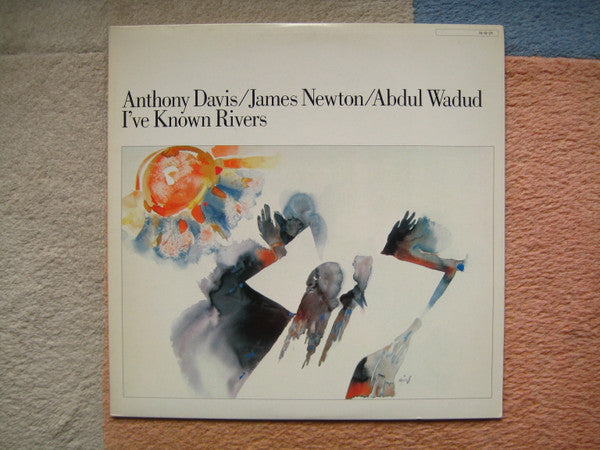 Anthony Davis/James Newton/Abdul Wadud
I've Known Rivers